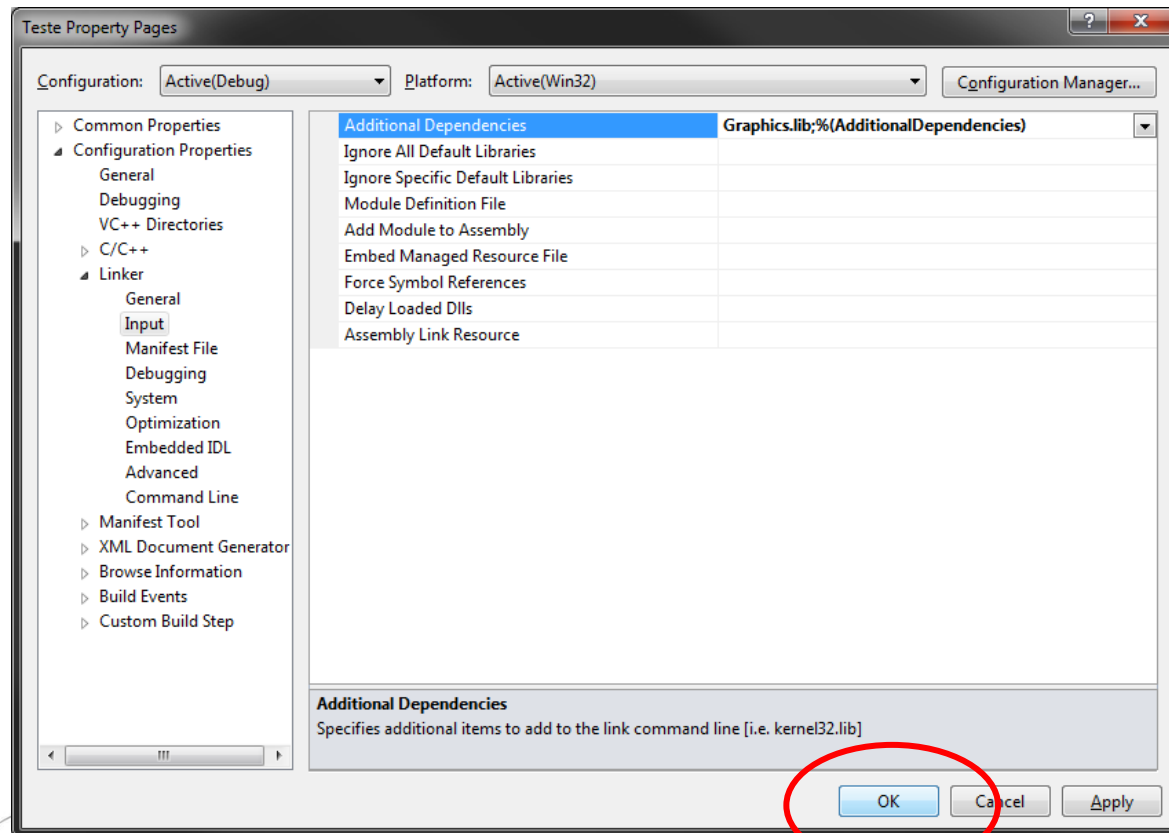 Teste Property Pages
Configuration: Active(Debug) Platform: Active(Win32) Configuration Manager...
Common Properties
Configuration Properties
General
Debugging
VC++ Directories
C/C++
Linker
General
Input
Manifest File
Debugging
System
Optimization
Embedded IDL
Advanced
Command Line
Manifest Tool
XML Document Generator
Browse Information
Build Events
Custom Build Step
Additional Dependencies Graphics.lib;%(AdditionalDependencies)
Ignore All Default Libraries
Ignore Specific Default Libraries
Module Definition File
Add Module to Assembly
Embed Managed Resource File
Force Symbol References
Delay Loaded Dlls
Assembly Link Resource
Additional Dependencies
Specifies additional items to add to the link command line [i.e. kernel32.lib]
OK Cancel Apply